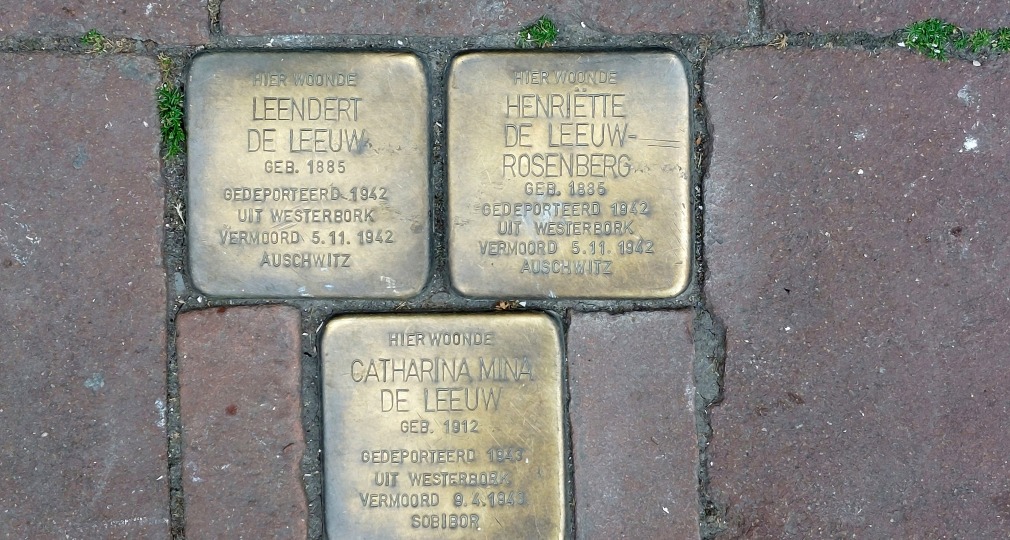 HIER WOONDE
LEENDERT
DE LEEUW
GEB. 1885
GEDEPORTEERD 1942
UIT WESTERBORK
VERMOORD 5.11.1942
AUSCHWITZ
HIER WOONDE
HENRIËTTE
DE LEEUW-
ROSENBERG
GEB. 1885
GEDEPORTEERD 1942
UIT WESTERBORK
VERMOORD 5.11.1942
AUSCHWITZ
HIER WOONDE
CATHARINA MINA
DE LEEUW
GEB. 1912
GEDEPORTEERD 1943
UIT WESTERBORK
VERMOORD 9.4.1943
SOBIBOR